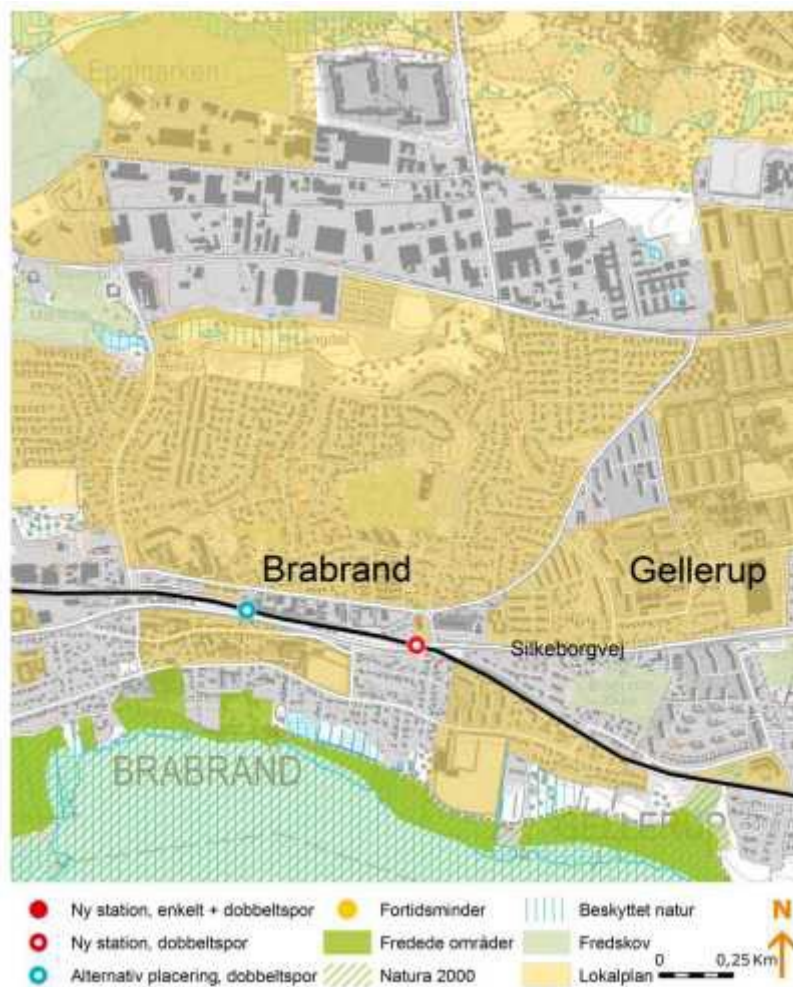 Brabrand
Gellerup
Silkeborgvej
BRABRAND
Ny station, enkelt + dobbeltspor
Fortidsminder
Beskyttet natur
N
Ny station, dobbeltspor
Fredede områder
Fredskov
0 0,25 Km
Alternativ placering, dobbeltspor
Natura 2000
Lokalplan